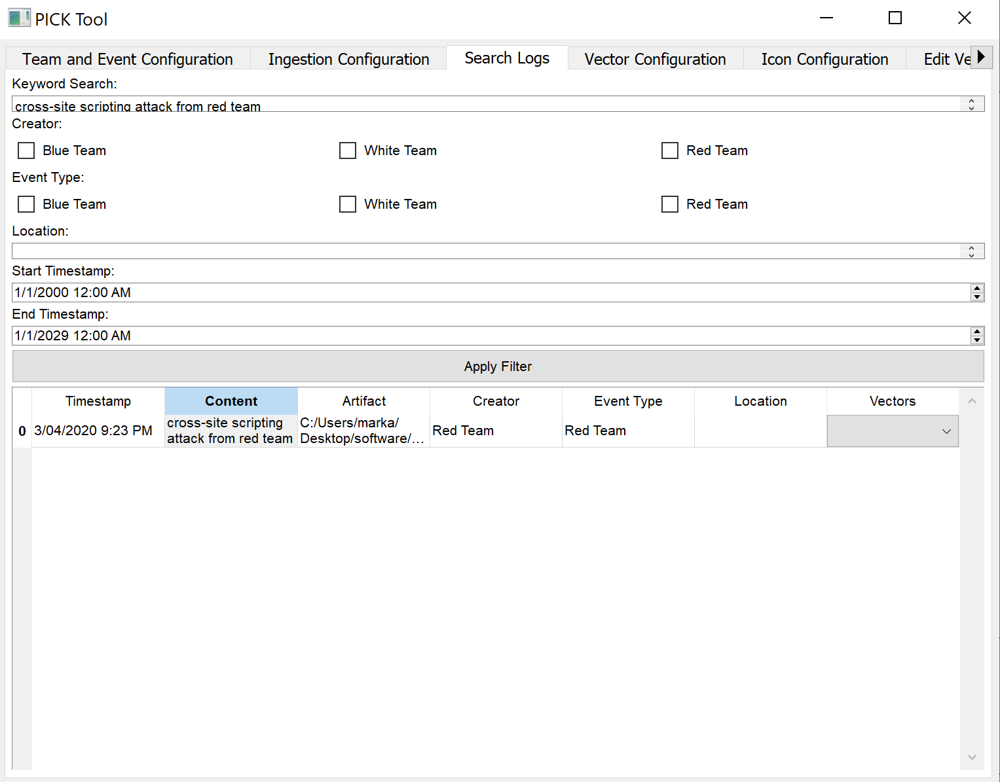 PICK Tool
Team and Event Configuration Ingestion Configuration Search Logs Vector Configuration Icon Configuration Edit Ve
Keyword Search:
cross-site scripting attack from red team
Creator:
Blue Team White Team Red Team
Event Type:
Blue Team White Team Red Team
Location:
Start Timestamp:
1/1/2000 12:00 AM
End Timestamp:
1/1/2029 12:00 AM
Apply Filter
Timestamp Content Artifact Creator Event Type Location Vectors
0 3/04/2020 9:23 PM cross-site scripting attack from red team C:/Users/marka/Desktop/software/… Red Team Red Team